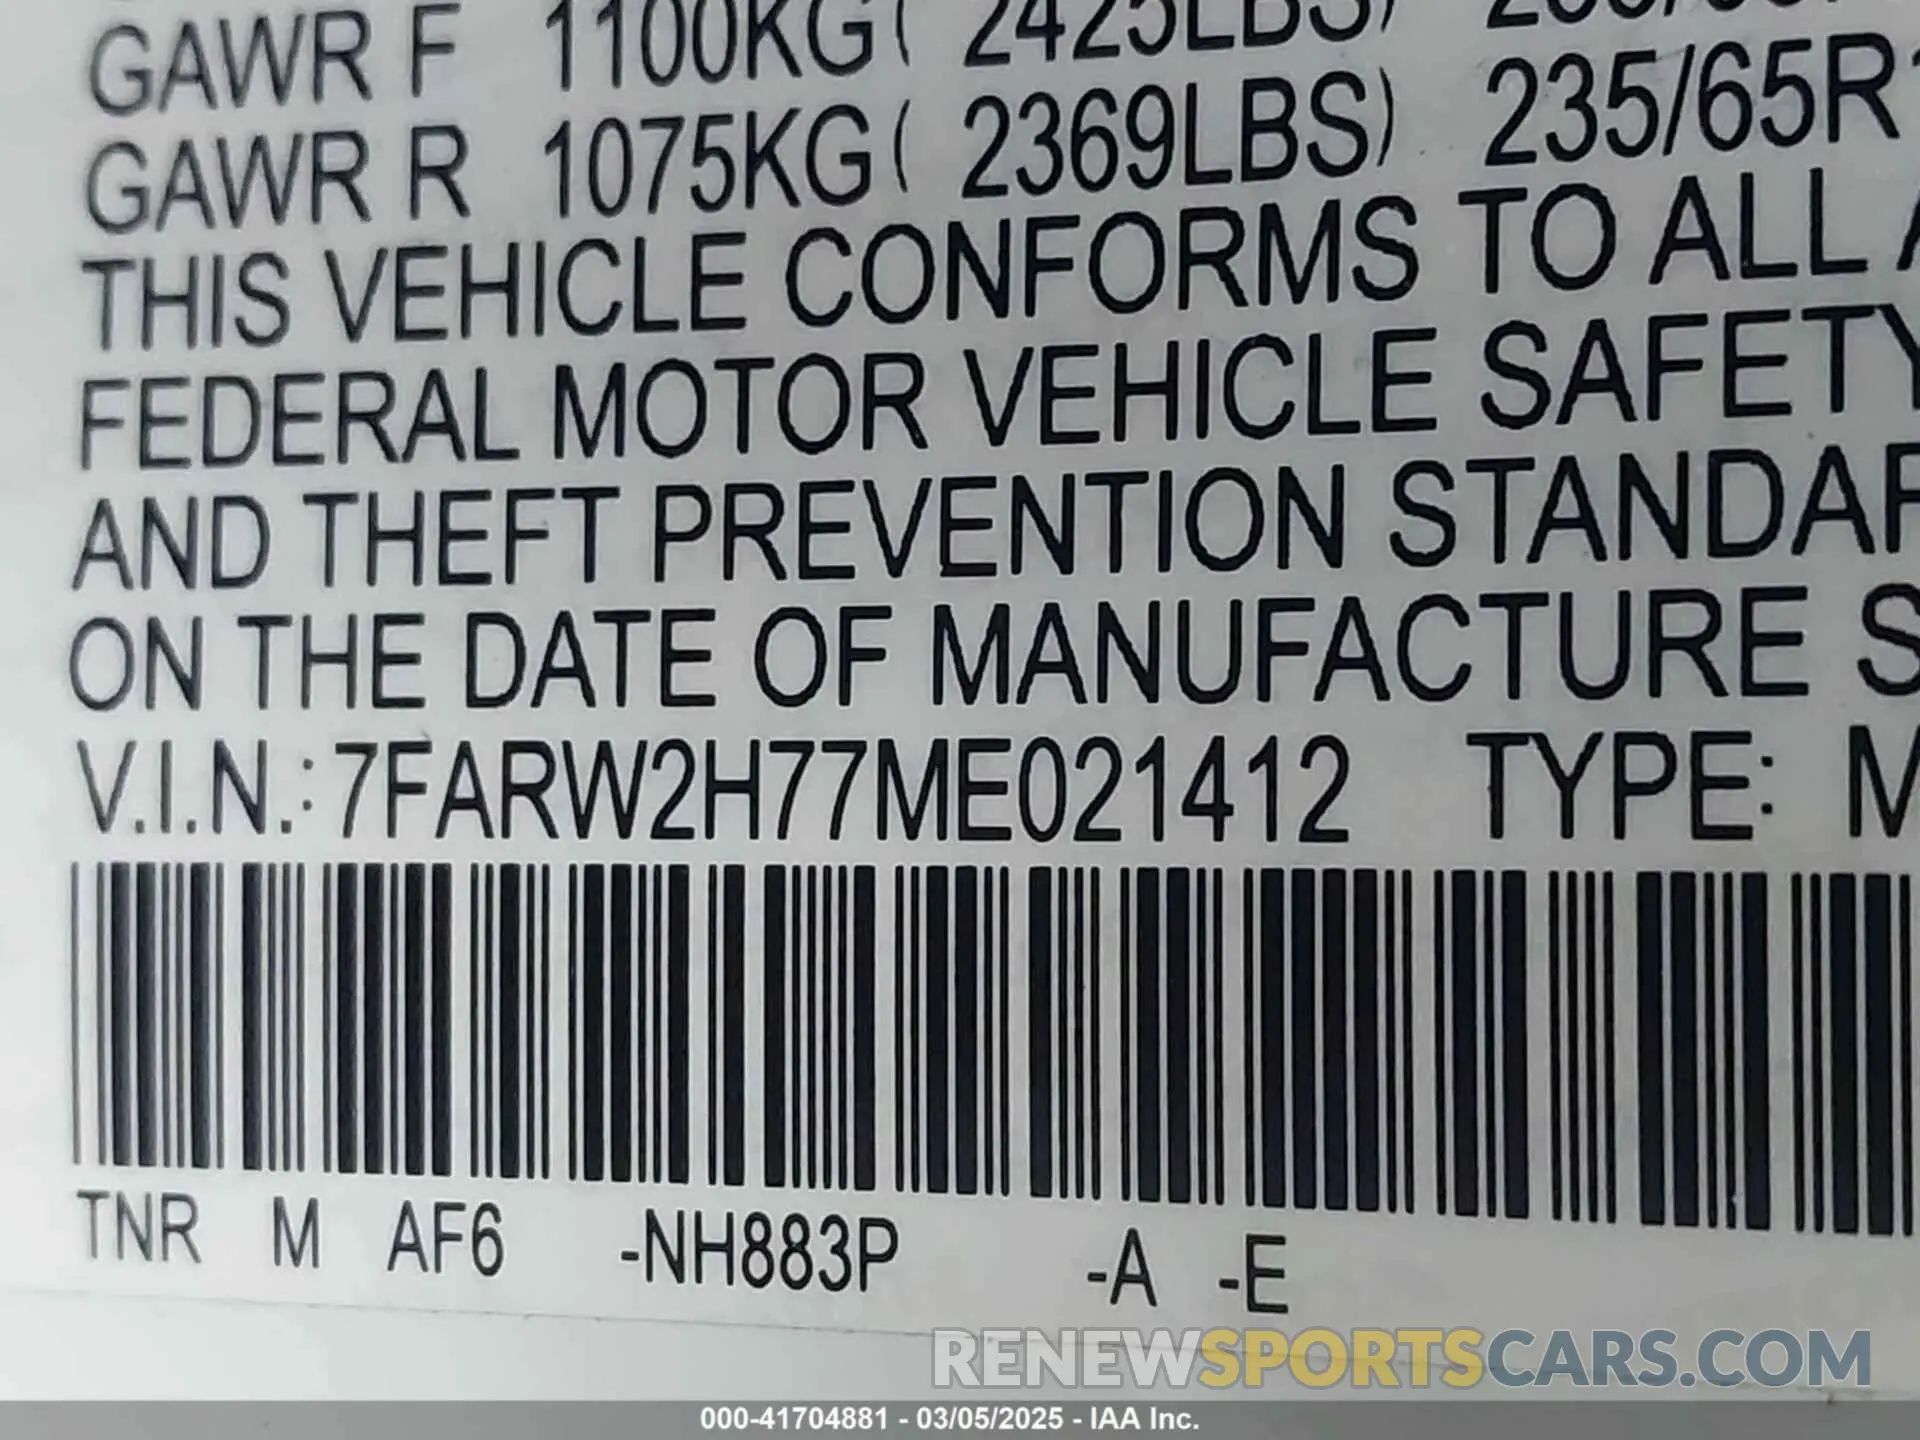 GAWR F 1100KG( 2425LBS)
GAWR R 1075KG( 2369LBS) 235/65R
THIS VEHICLE CONFORMS TO ALL
FEDERAL MOTOR VEHICLE SAFETY
AND THEFT PREVENTION STANDAR
ON THE DATE OF MANUFACTURE S
V.I.N.: 7FARW2H77ME021412 TYPE: M
TNR M AF6 -NH883P -A -E
RENEWSPORTSCARS.COM
000-41704881 - 03/05/2025 - IAA Inc.